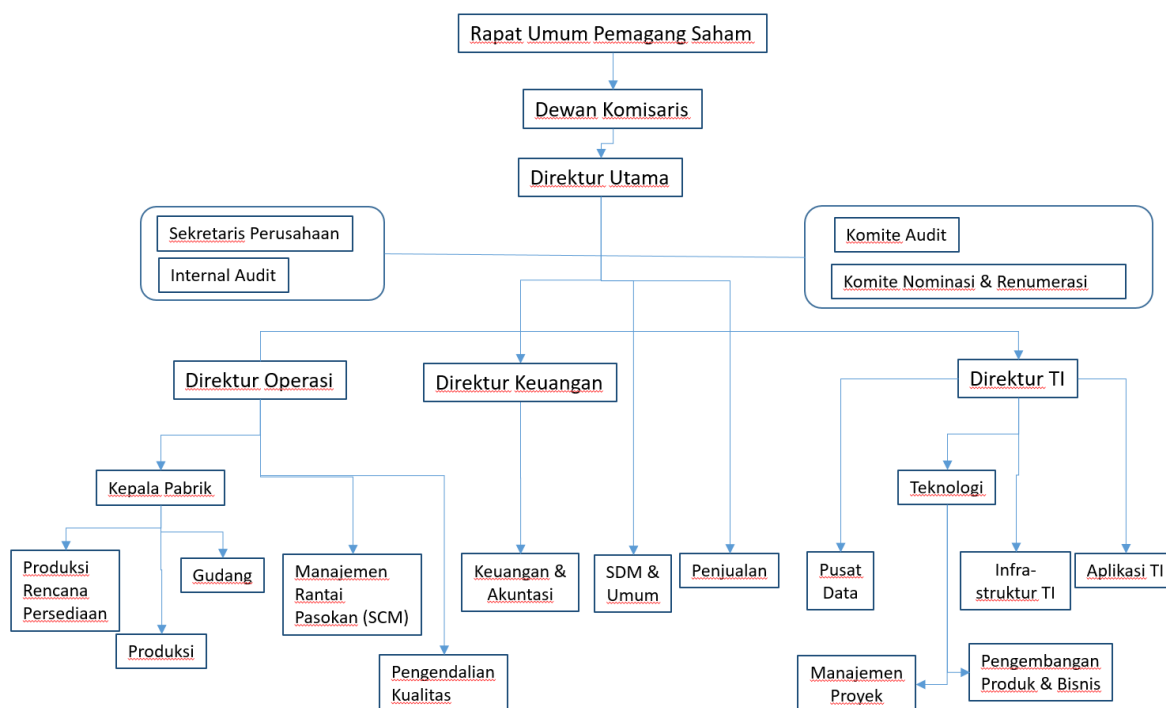 Rapat Umum Pemagang Saham
Dewan Komisaris
Direktur Utama
Sekretaris Perusahaan
Internal Audit
Komite Audit
Komite Nominasi & Renumerasi
Direktur Operasi
Direktur Keuangan
Direktur TI
Kepala Pabrik
Teknologi
Produksi
Rencana
Persediaan
Gudang
Produksi
Manajemen
Rantai
Pasokan (SCM)
Pengendalian
Kualitas
Keuangan &
Akuntasi
SDM &
Umum
Penjualan
Pusat
Data
Infra-
struktur TI
Aplikasi TI
Manajemen
Proyek
Pengembangan
Produk & Bisnis